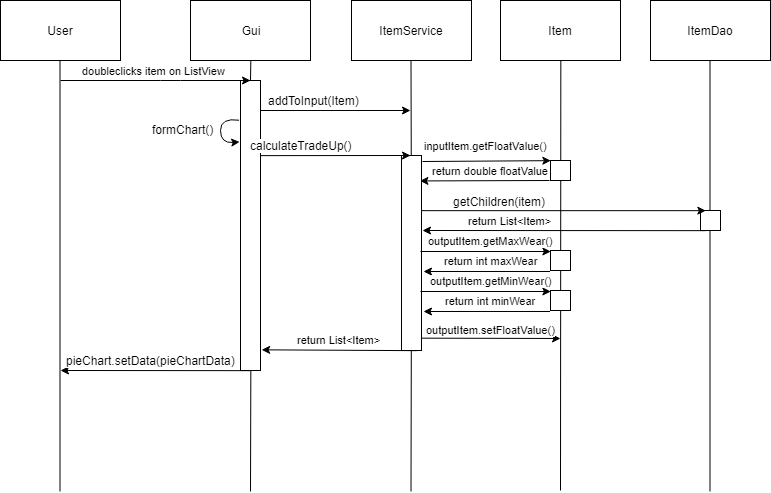 User
Gui
ItemService
Item
ItemDao
doubleclicks item on ListView
addToInput(Item)
formChart()
calculateTradeUp()
inputItem.getFloatValue()
return double floatValue
getChildren(item)
return List<Item>
outputItem.getMaxWear()
return int maxWear
outputItem.getMinWear()
return int minWear
outputItem.setFloatValue()
return List<Item>
pieChart.setData(pieChartData)